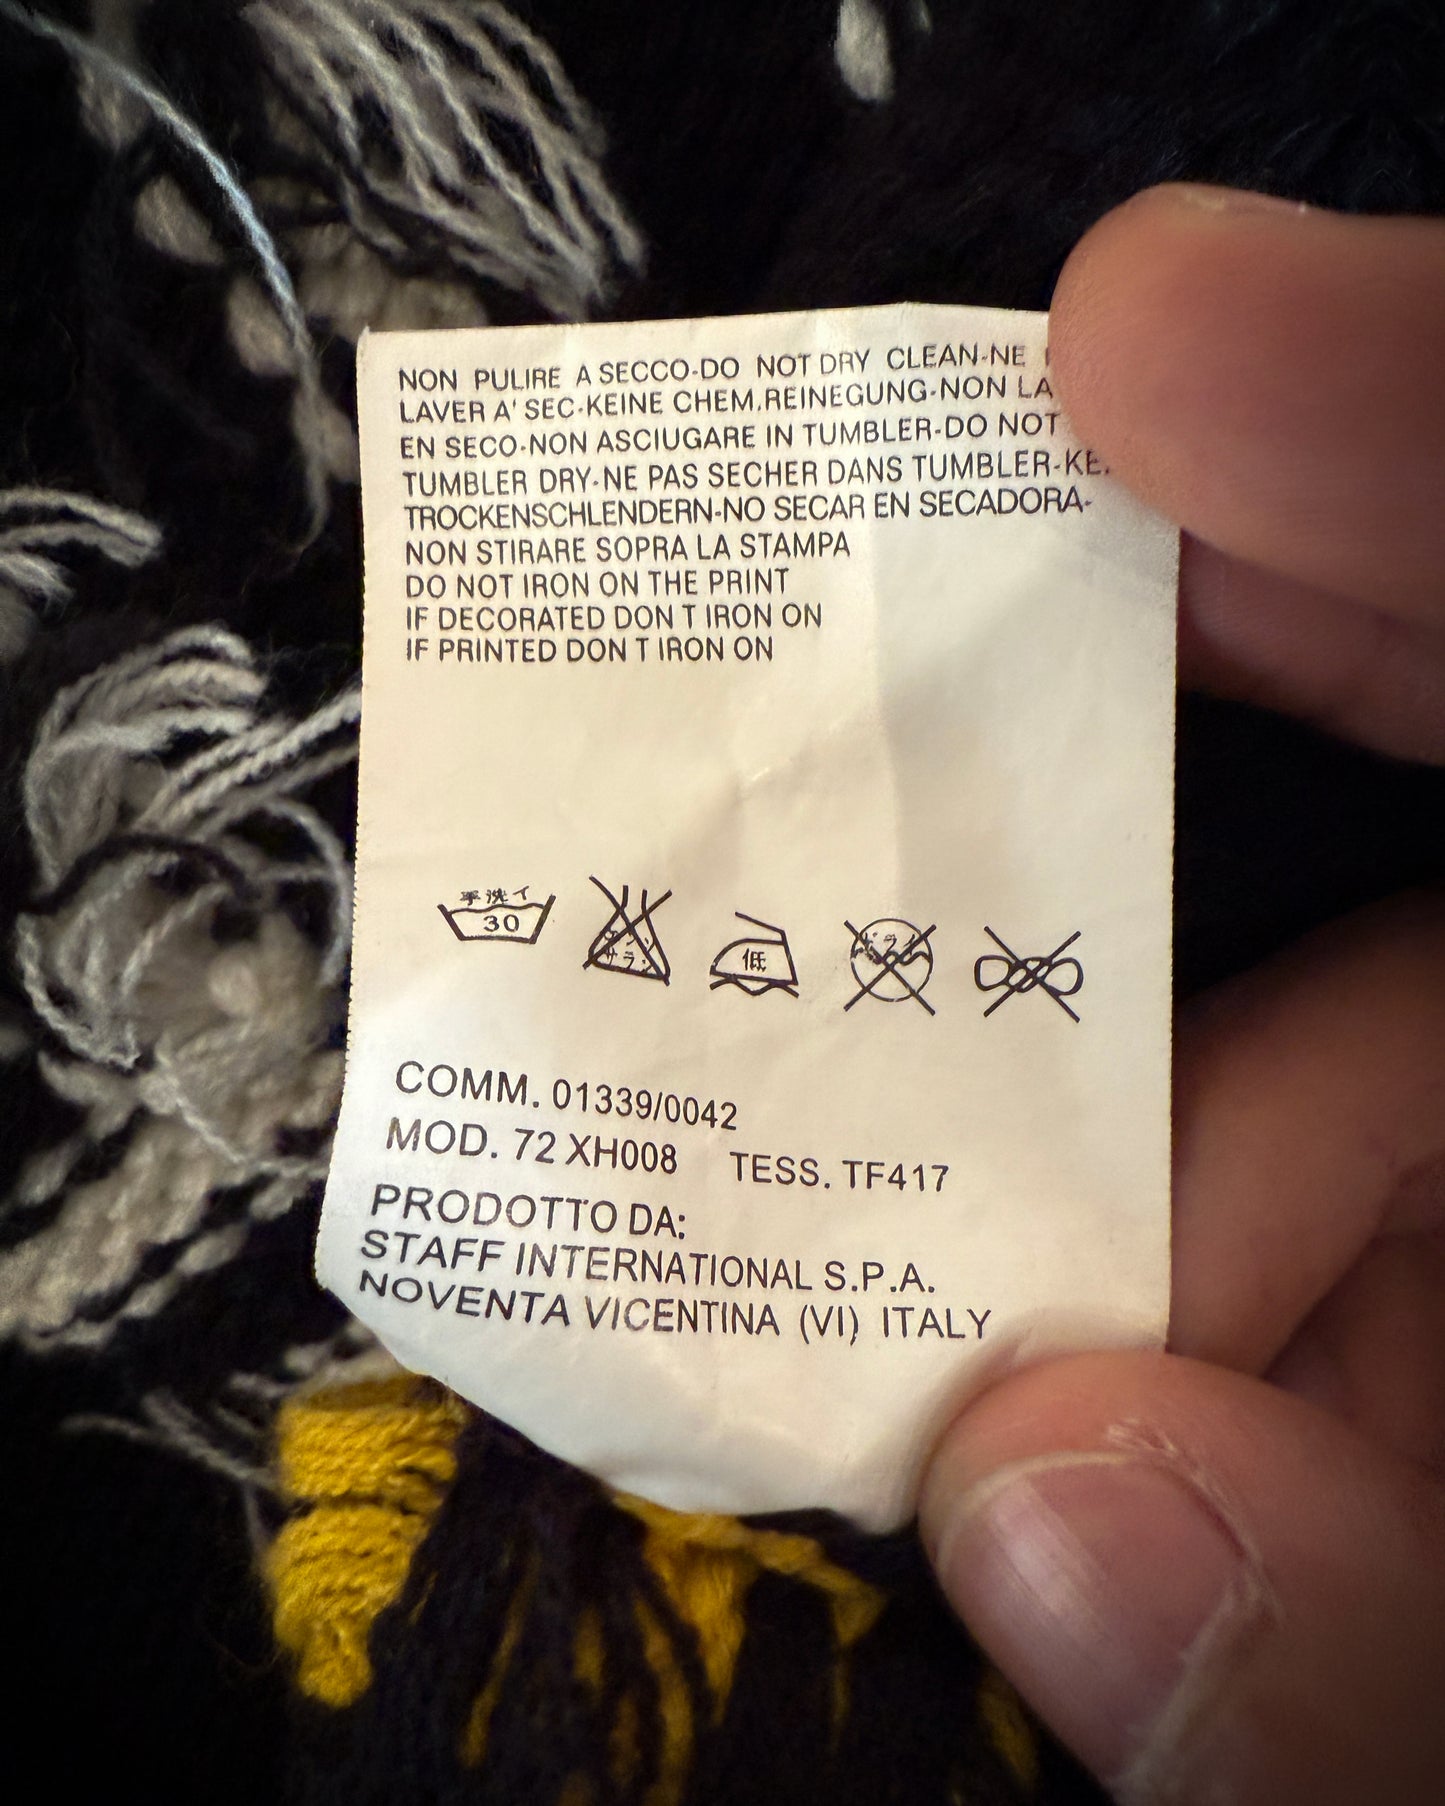 NON PULIRE A SECCO-DO NOT DRY CLEAN-NE
LAVER A' SEC-KEINE CHEM.REINEGUNG-NON LA
EN SECO-NON ASCIUGARE IN TUMBLER-DO NOT
TUMBLER DRY-NE PAS SECHER DANS TUMBLER-KE
TROCKENSCHLENDERN-NO SECAR EN SECADORA-
NON STIRARE SOPRA LA STAMPA
DO NOT IRON ON THE PRINT
IF DECORATED DON T IRON ON
IF PRINTED DON T IRON ON
手洗イ
30
低
COMM. 01339/0042
MOD. 72 XH008 TESS. TF417
PRODOTTO DA:
STAFF INTERNATIONAL S.P.A.
NOVENTA VICENTINA (VI) ITALY